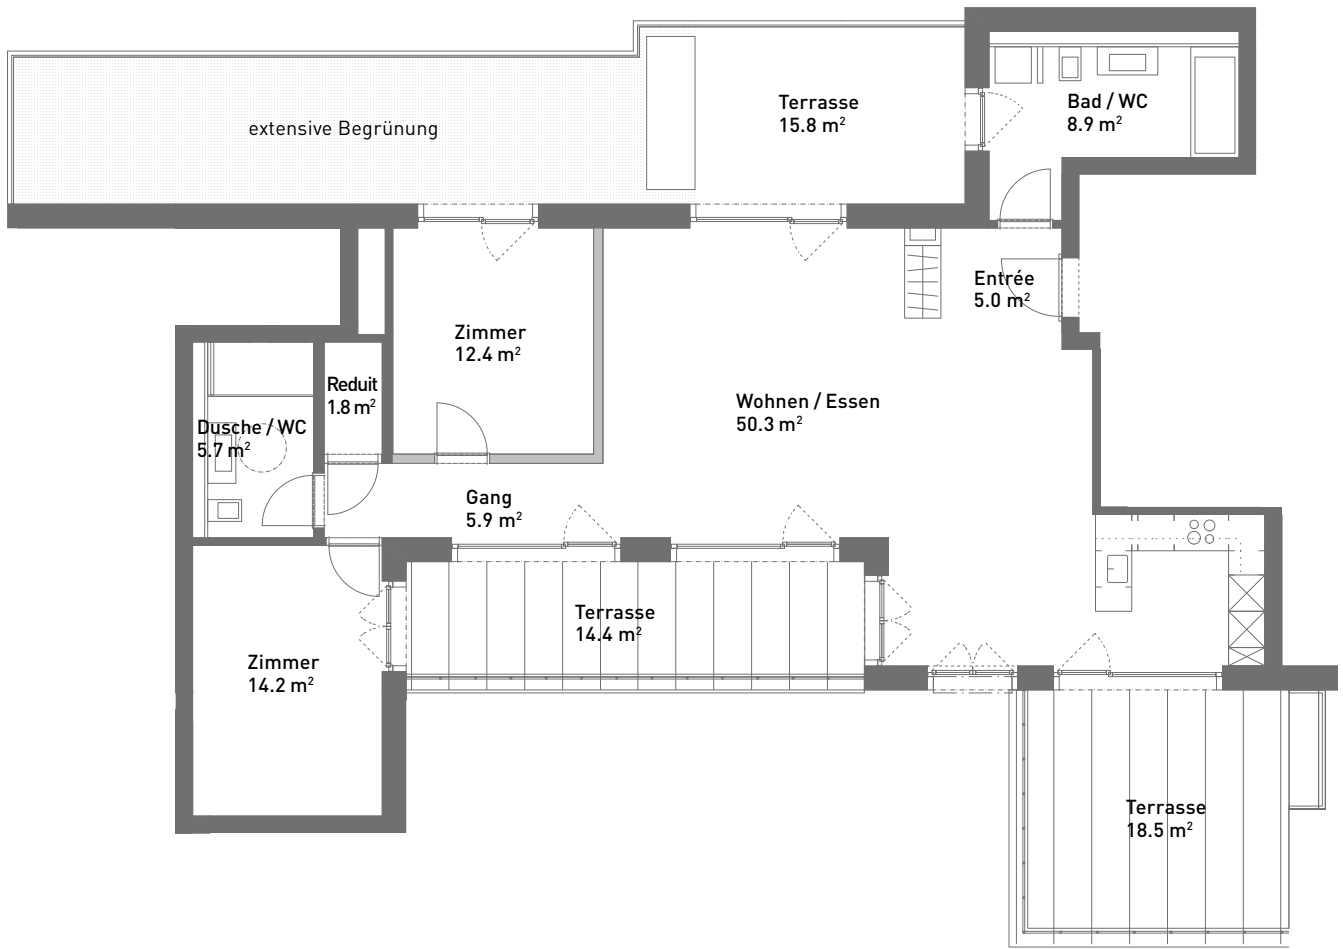 Terrasse
15.8 m²
Bad / WC
8.9 m²
extensive Begrünung
Entrée
5.0 m²
Zimmer
12.4 m²
Reduit
1.8 m²
Wohnen / Essen
50.3 m²
Dusche / WC
5.7 m²
Gang
5.9 m²
Terrasse
14.4 m²
Zimmer
14.2 m²
Terrasse
18.5 m²